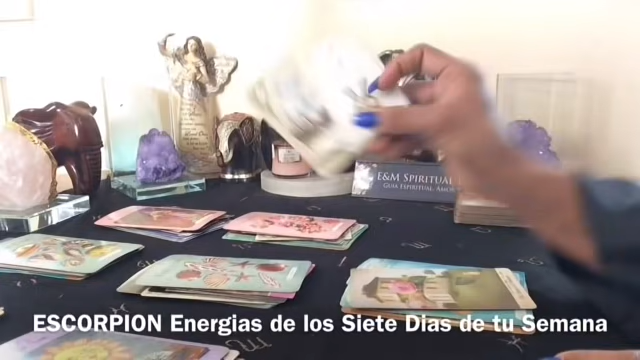 E&M SPIRITUAL
GUIA ESPIRITUAL, AMOR
ESCORPION Energias de los Siete Dias de tu Semana